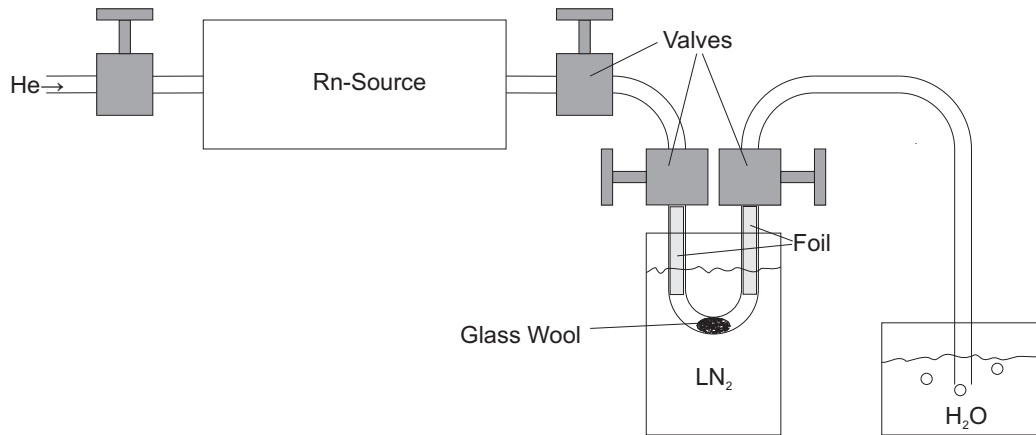 Valves
He→
Rn-Source
Foil
Glass Wool
LN₂
H₂O